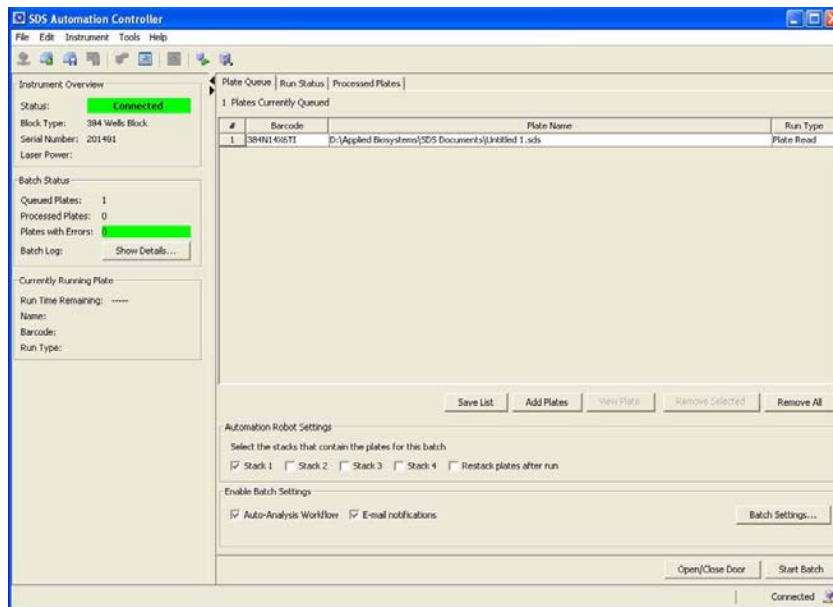 SDS Automation Controller
File Edit Instrument Tools Help
Instrument Overview
Status: Connected
Block Type: 384 Wells Block
Serial Number: 201491
Laser Power:
Batch Status
Queued Plates: 1
Processed Plates: 0
Plates with Errors: 0
Batch Log: Show Details...
Currently Running Plate
Run Time Remaining: -----
Name:
Barcode:
Run Type:
Plate Queue Run Status Processed Plates
1 Plates Currently Queued
# Barcode Plate Name Run Type
1 384N14X6TI D:\Applied Biosystems\SDS Documents\Untitled 1.sds Plate Read
Save List Add Plates View Plate Remove Selected Remove All
Automation Robot Settings
Select the stacks that contain the plates for this batch
Stack 1 Stack 2 Stack 3 Stack 4 Restack plates after run
Enable Batch Settings
Auto-Analysis Workflow E-mail notifications Batch Settings...
Open/Close Door Start Batch
Connected